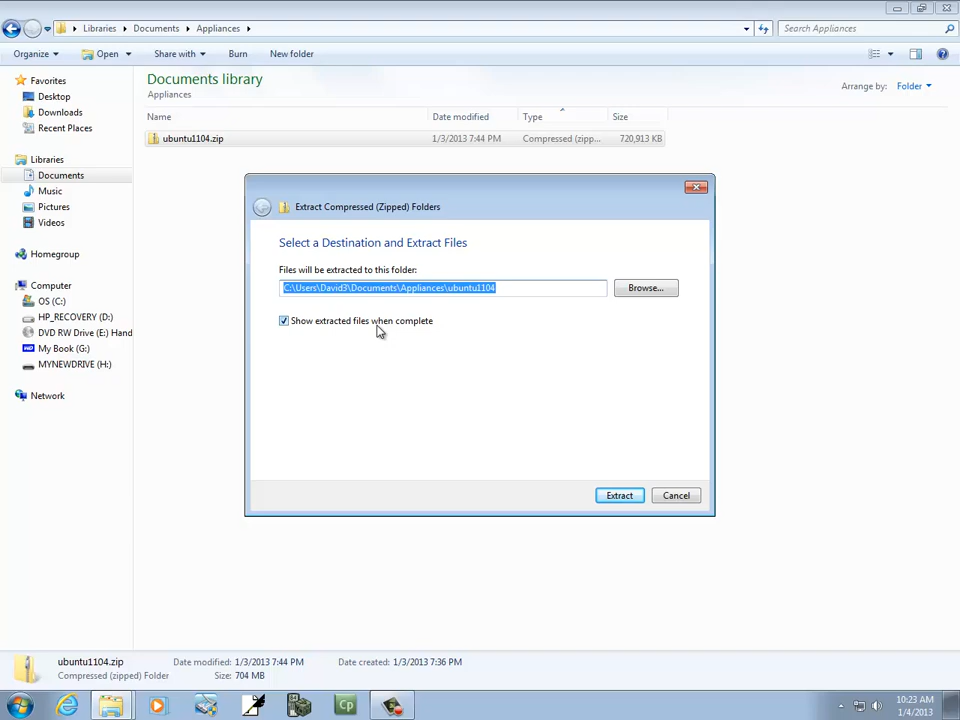 Libraries Documents Appliances Search Appliances
Organize Open Share with Burn New folder
Favorites
Desktop
Downloads
Recent Places
Libraries
Documents
Music
Pictures
Videos
Homegroup
Computer
OS (C:)
HP_RECOVERY (D:)
DVD RW Drive (E:) Hand
My Book (G:)
MYNEWDRIVE (H:)
Network
Documents library
Appliances
Arrange by: Folder
Name Date modified Type Size
ubuntu1104.zip 1/3/2013 7:44 PM Compressed (zipp... 720,913 KB
Extract Compressed (Zipped) Folders
Select a Destination and Extract Files
Files will be extracted to this folder:
C:\Users\David3\Documents\Appliances\ubuntu1104 Browse...
Show extracted files when complete
Extract Cancel
ubuntu1104.zip Date modified: 1/3/2013 7:44 PM Date created: 1/3/2013 7:36 PM
Compressed (zipped) Folder Size: 704 MB
Cp
10:23 AM
1/4/2013